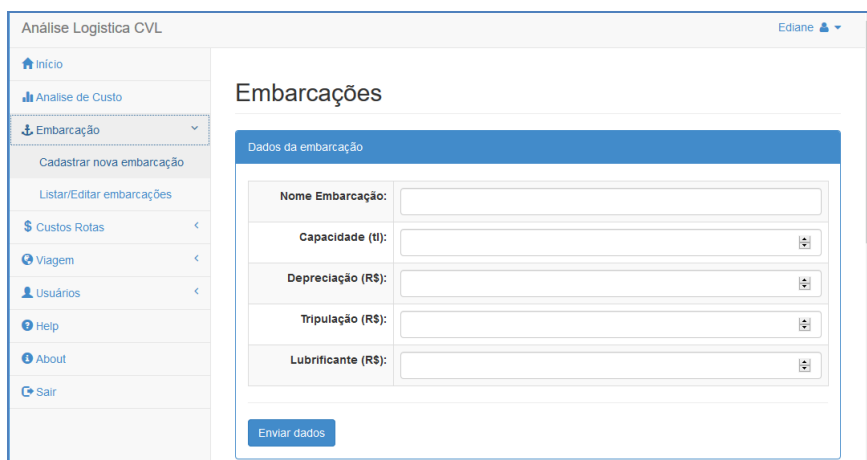 Análise Logistica CVL
Ediane
Início
Analise de Custo
Embarcação
Cadastrar nova embarcação
Listar/Editar embarcações
Custos Rotas
Viagem
Usuários
Help
About
Sair
Embarcações
Dados da embarcação
Nome Embarcação:
Capacidade (tl):
Depreciação (R$):
Tripulação (R$):
Lubrificante (R$):
Enviar dados